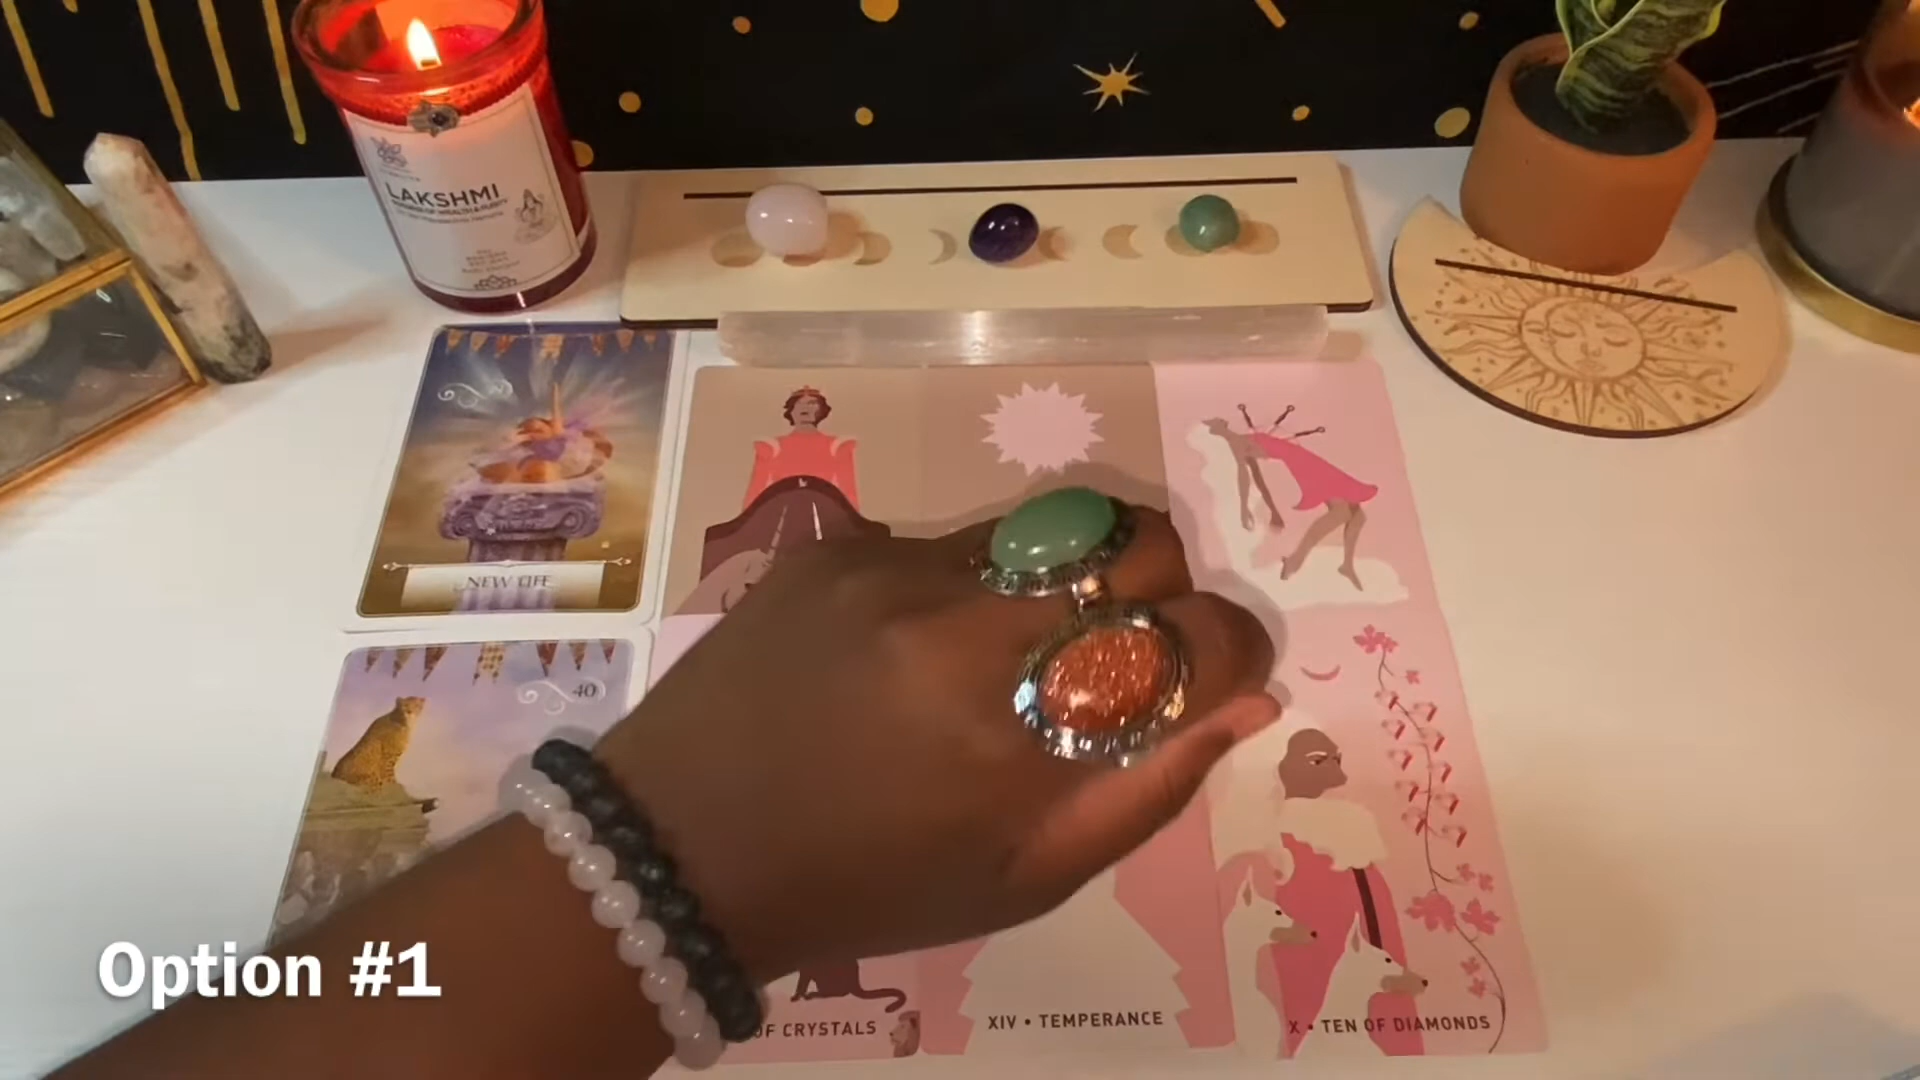 LAKSHMI
NEW LIFE
40
OF CRYSTALS
XIV • TEMPERANCE
X • TEN OF DIAMONDS
Option #1